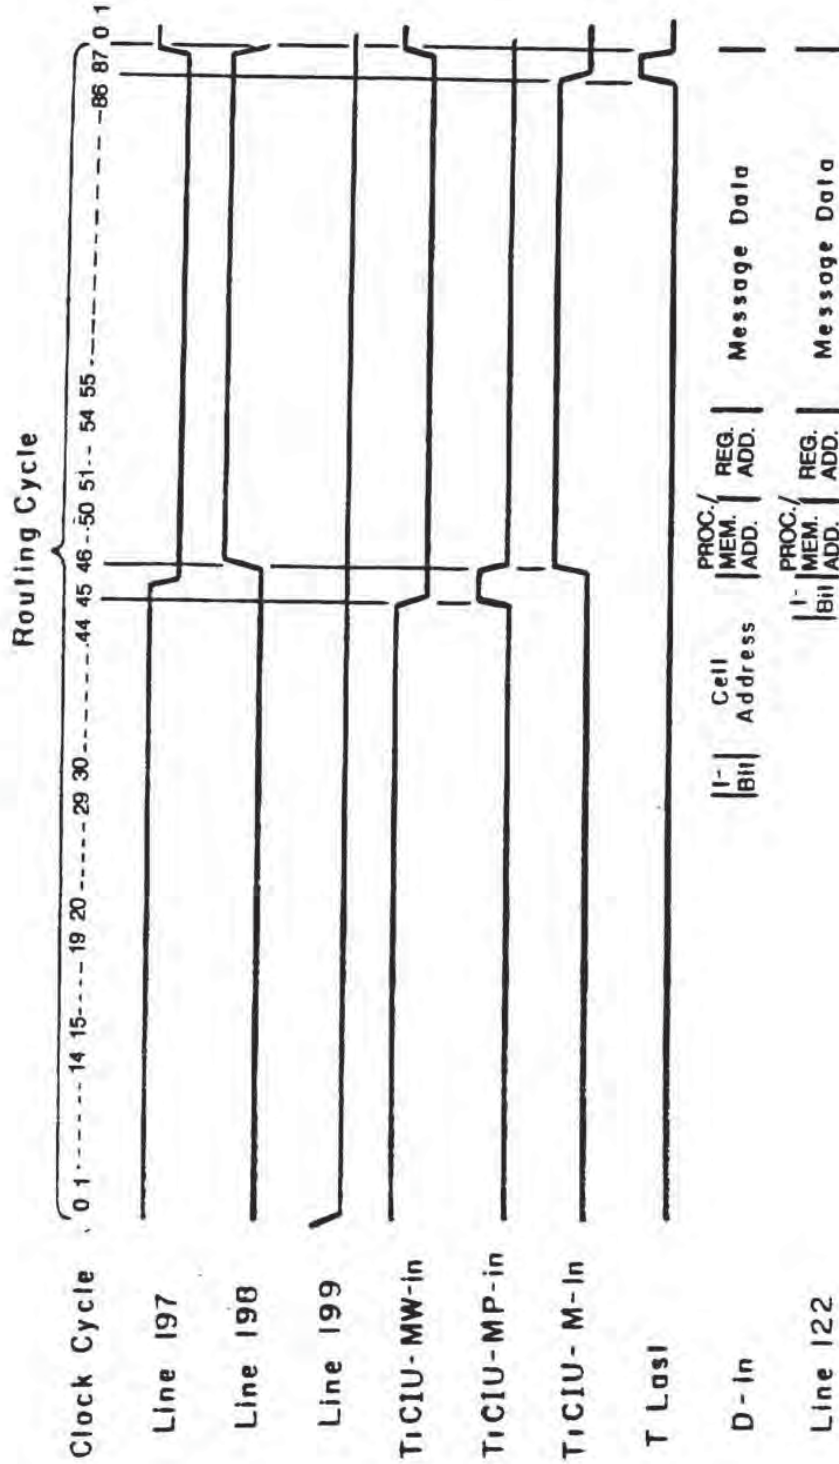 Routing Cycle
Clock Cycle 0 1 ------ 14 15 ---- 19 20 ----- 29 30 ------- 44 45 46 -- 50 51 -- 54 55 ------------ 86 87 0 1
Line 197
Line 198
Line 199
TiCIU-MW-in
TiCIU-MP-in
TiCIU-M-In
T Last
D-in |1-Bit| Cell Address |PROC./MEM. ADD.| REG. ADD. | Message Data |
Line 122 |1-Bit| PROC./MEM. ADD. | REG. ADD. | Message Data |